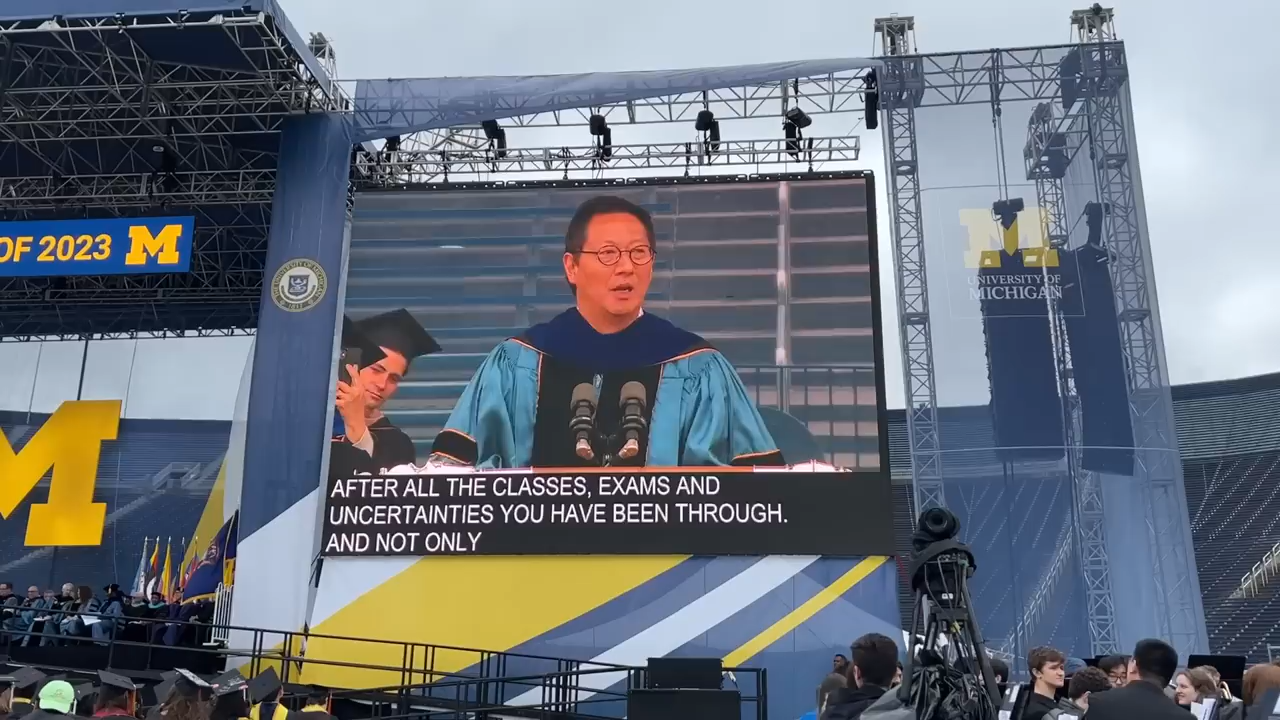 OF 2023 M
M
UNIVERSITY OF
MICHIGAN
M
AFTER ALL THE CLASSES, EXAMS AND
UNCERTAINTIES YOU HAVE BEEN THROUGH.
AND NOT ONLY